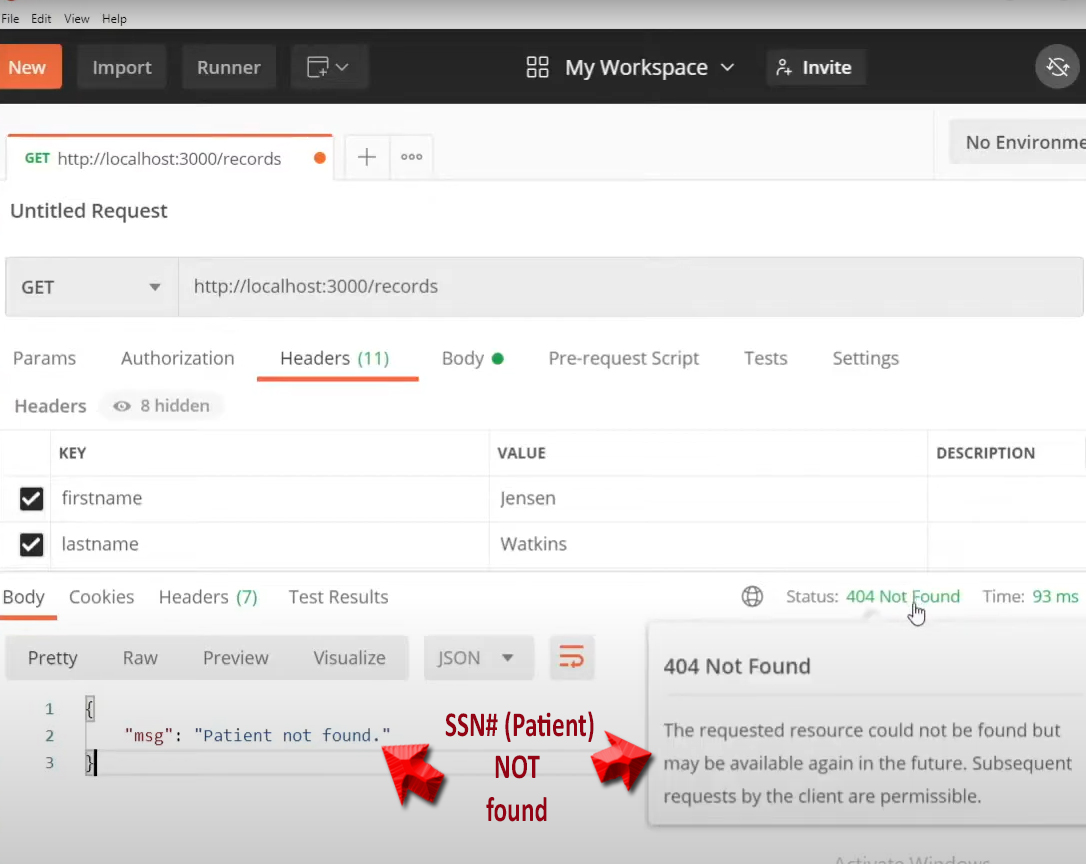 File Edit View Help
New Import Runner My Workspace Invite
GET http://localhost:3000/records No Environme
Untitled Request
GET http://localhost:3000/records
Params Authorization Headers (11) Body Pre-request Script Tests Settings
Headers 8 hidden
KEY VALUE DESCRIPTION
firstname Jensen
lastname Watkins
Body Cookies Headers (7) Test Results Status: 404 Not Found Time: 93 ms
Pretty Raw Preview Visualize JSON
404 Not Found
1 {
2 "msg": "Patient not found."
3 }
SSN# (Patient)
NOT
found
The requested resource could not be found but
may be available again in the future. Subsequent
requests by the client are permissible.
Activate Windows